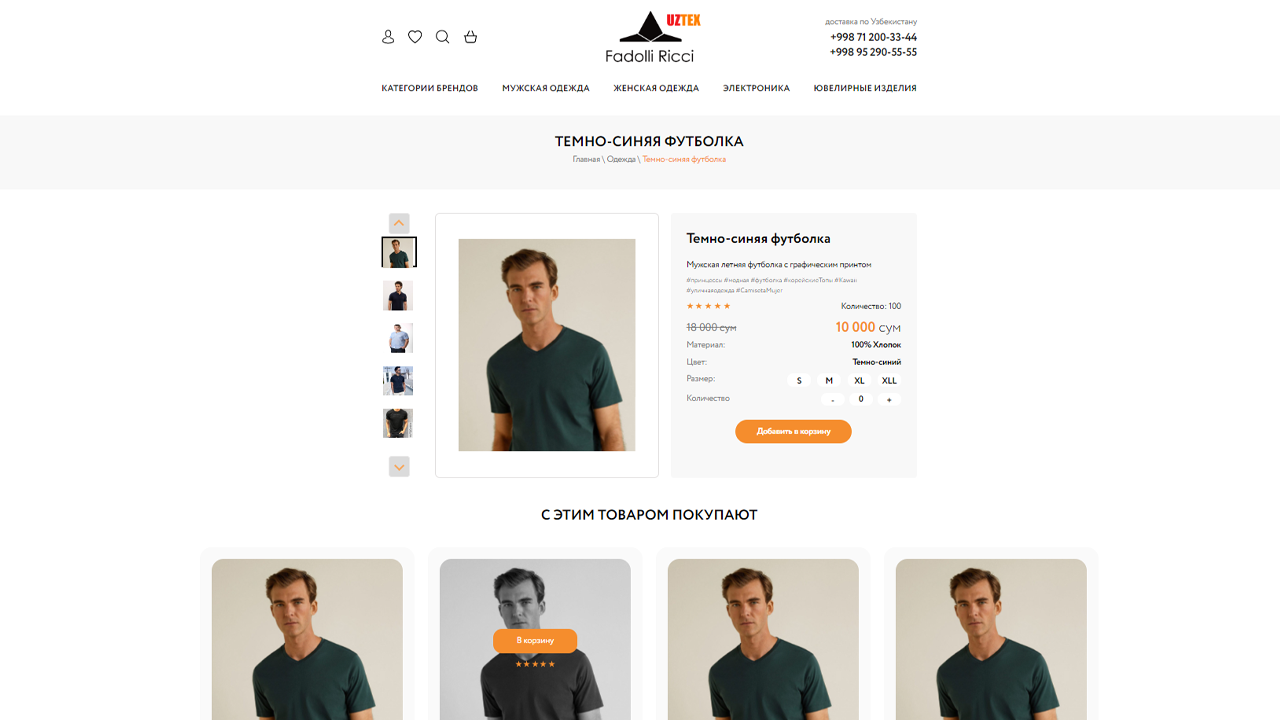 UZTEX
Fadolli Ricci
доставка по Узбекистану
+998 71 200-33-44
+998 95 290-55-55
КАТЕГОРИИ БРЕНДОВ МУЖСКАЯ ОДЕЖДА ЖЕНСКАЯ ОДЕЖДА ЭЛЕКТРОНИКА ЮВЕЛИРНЫЕ ИЗДЕЛИЯ
ТЕМНО-СИНЯЯ ФУТБОЛКА
Главная \ Одежда \ Темно-синяя футболка
Темно-синяя футболка
Мужская летняя футболка с графическим принтом
#принцессы #модная #футболка #корейскиеТопы #Каман
#уличнаяодежда #CamisetaMujer
Количество: 100
18 000 сум 10 000 сум
Материал: 100% Хлопок
Цвет: Темно-синий
Размер: S M XL XLL
Количество - 0 +
Добавить в корзину
С ЭТИМ ТОВАРОМ ПОКУПАЮТ
В корзину